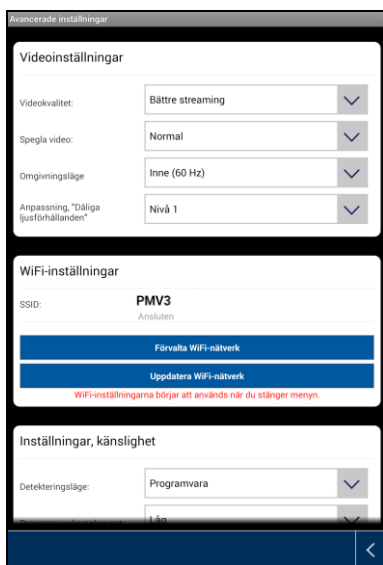 Avancerade inställningar
Videoinställningar
Videokvalitet: Bättre streaming
Spegla video: Normal
Omgivningsläge Inne (60 Hz)
Anpassning, "Dåliga
ljusförhållanden" Nivå 1
WiFi-inställningar
SSID: PMV3
Ansluten
Förvalta WiFi-nätverk
Uppdatera WiFi-nätverk
WiFi-inställningarna börjar att används när du stänger menyn.
Inställningar, känslighet
Detekteringsläge: Programvara
Låg